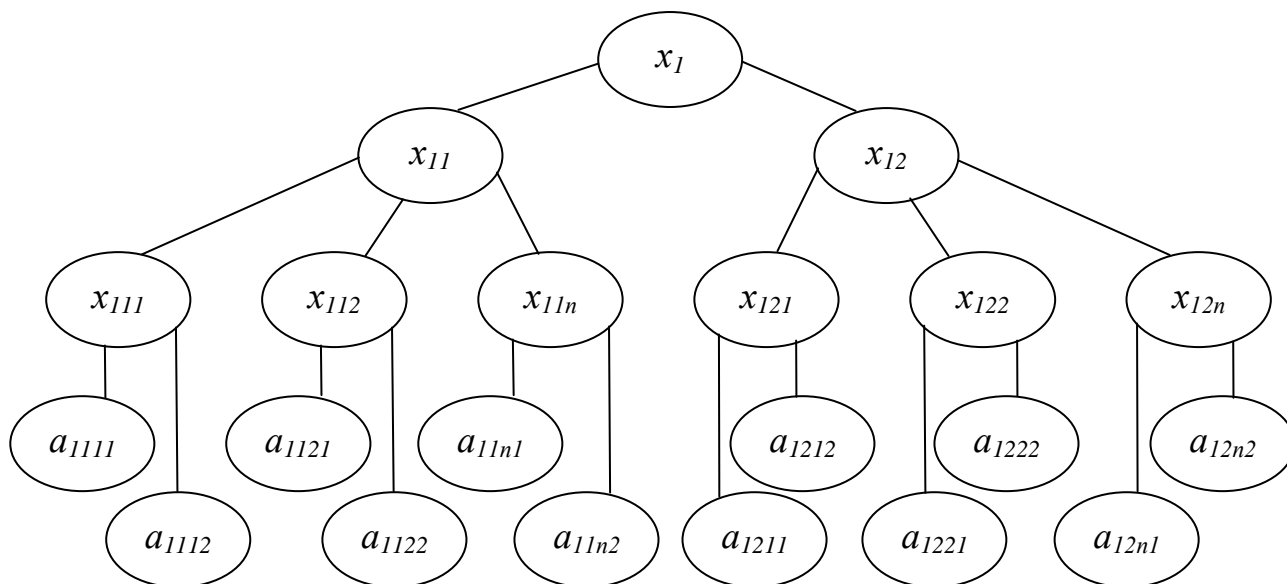 x₁
x₁₁ x₁₂
x₁₁₁ x₁₁₂ x₁₁ₙ x₁₂₁ x₁₂₂ x₁₂ₙ
a₁₁₁₁ a₁₁₂₁ a₁₁ₙ₁ a₁₂₁₂ a₁₂₂₂ a₁₂ₙ₂
a₁₁₁₂ a₁₁₂₂ a₁₁ₙ₂ a₁₂₁₁ a₁₂₂₁ a₁₂ₙ₁